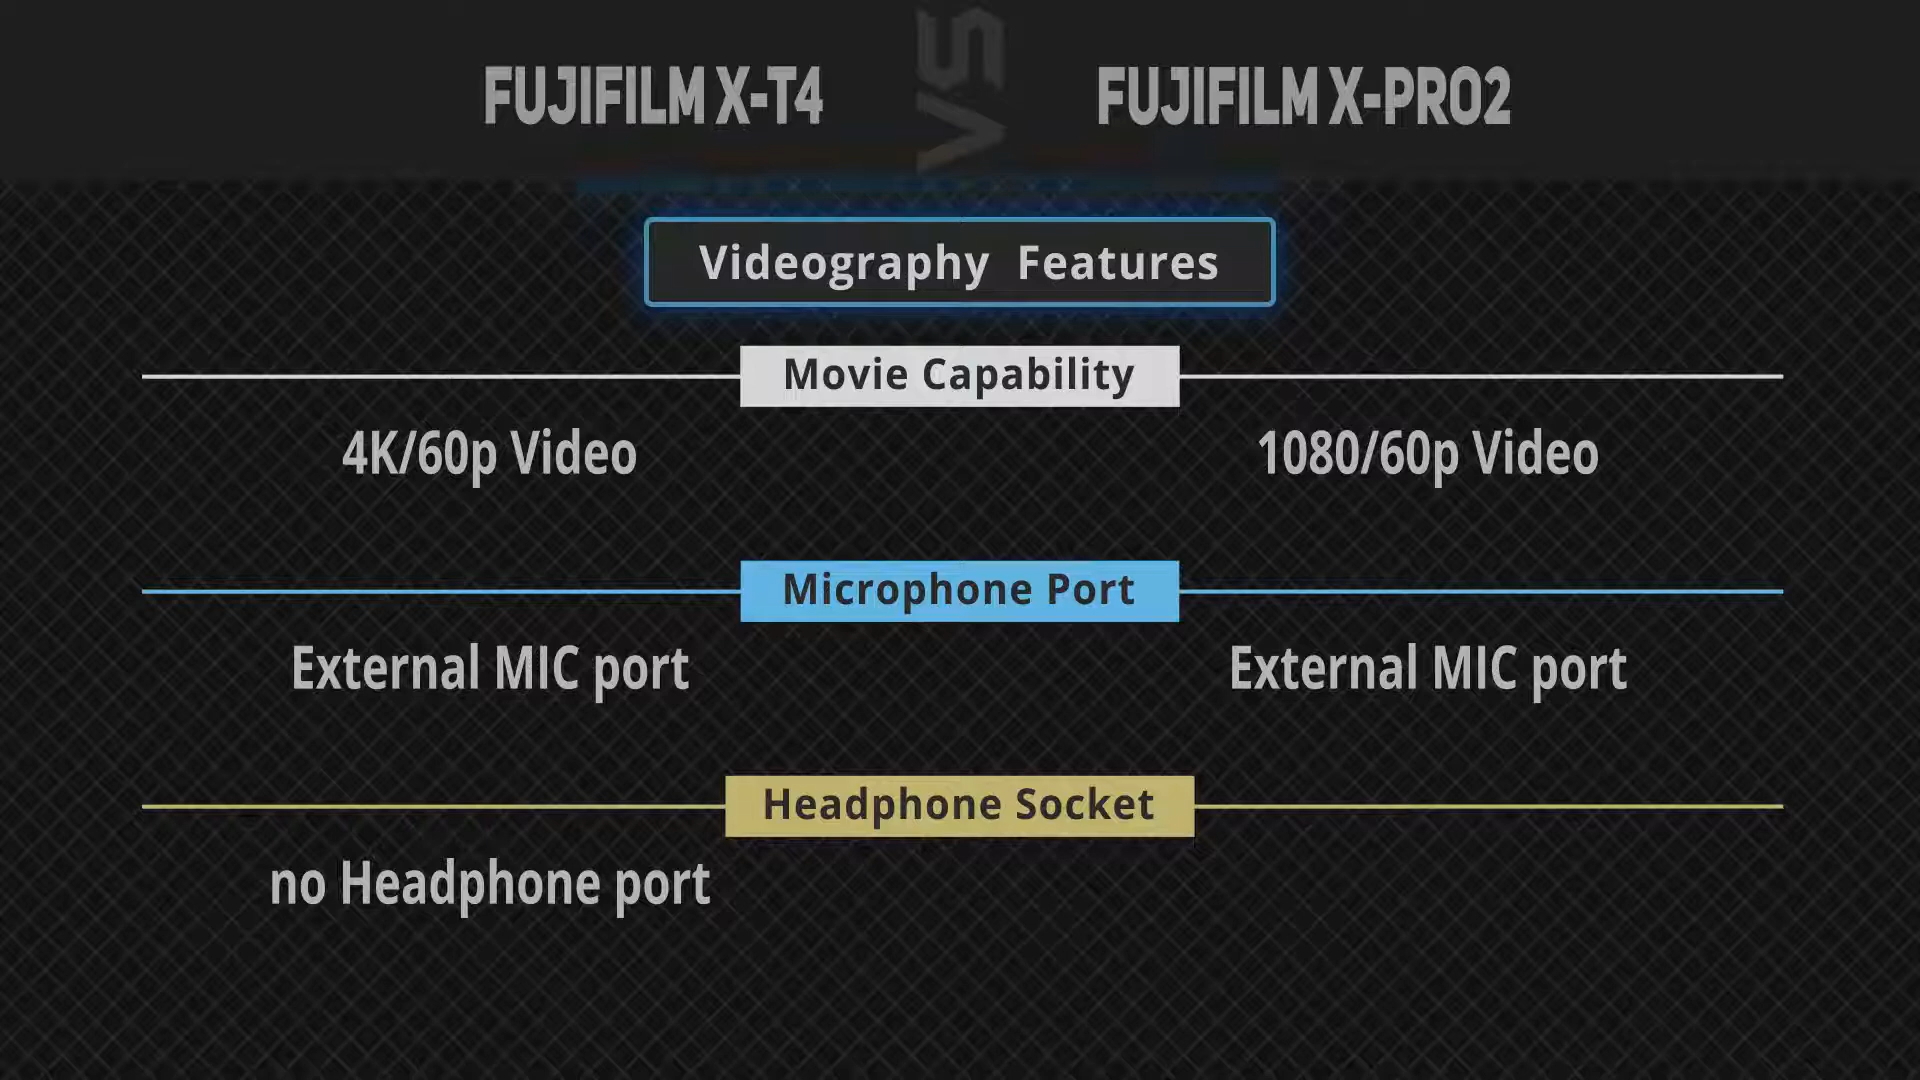 FUJIFILM X-T4 VS FUJIFILM X-PRO2
Videography Features
Movie Capability
4K/60p Video 1080/60p Video
Microphone Port
External MIC port External MIC port
Headphone Socket
no Headphone port